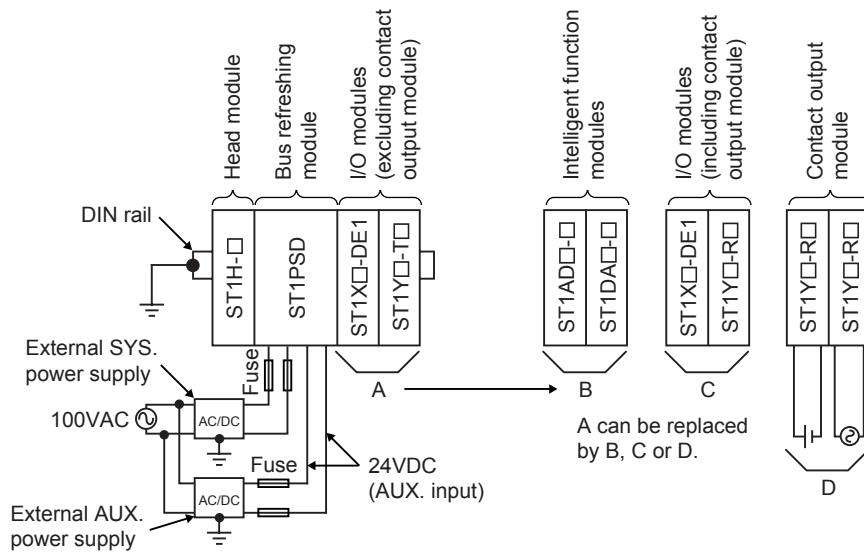 Head module
Bus refreshing
module
I/O modules
(excluding contact
output module)
Intelligent function
modules
I/O modules
(including contact
output module)
Contact output
module
DIN rail
ST1H-□
ST1PSD
ST1X□-DE1
ST1Y□-T□
ST1AD□-□
ST1DA□-□
ST1X□-DE1
ST1Y□-R□
ST1Y□-R□
ST1Y□-R□
External SYS.
power supply
Fuse
A
B
C
100VAC
AC/DC
A can be replaced
by B, C or D.
Fuse
24VDC
(AUX. input)
AC/DC
D
External AUX.
power supply